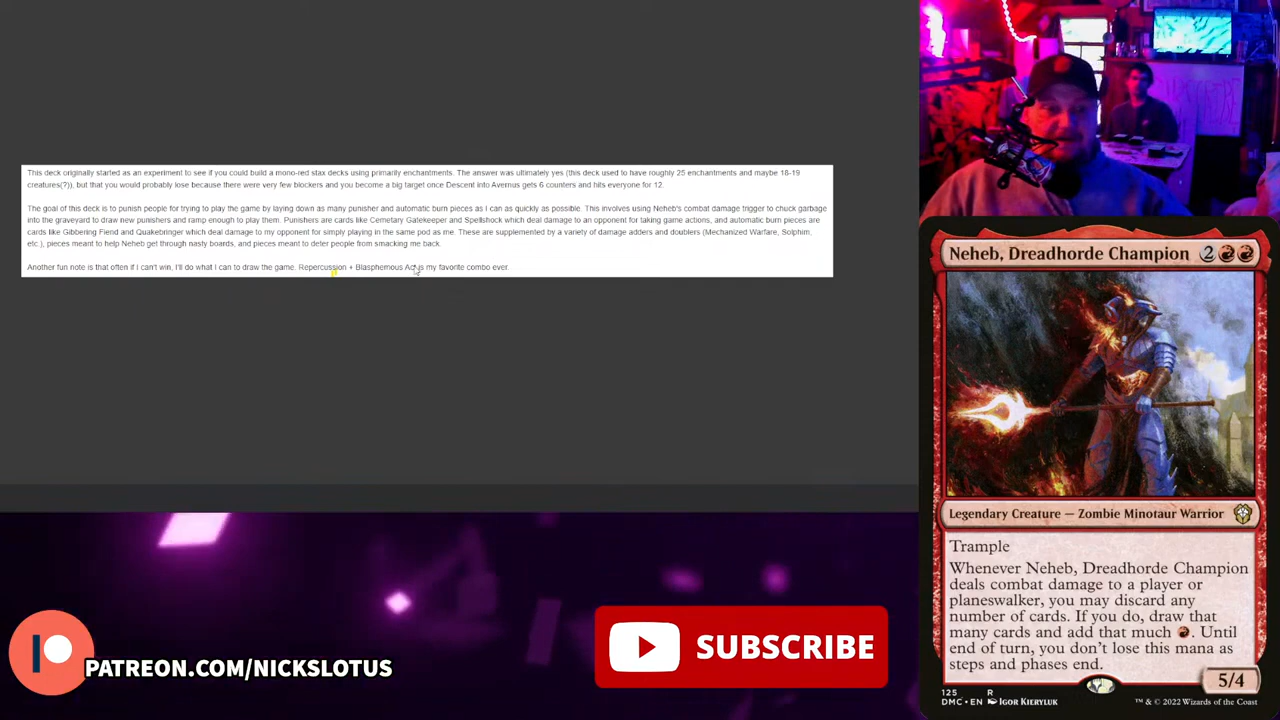 This deck originally started as an experiment to see if you could build a mono-red stax decks using primarily enchantments. The answer was ultimately yes (this deck used to have roughly 25 enchantments and maybe 18-19
creatures(?)), but that you would probably lose because there were very few blockers and you become a big target once Descent into Avernus gets 6 counters and hits everyone for 12.
The goal of this deck is to punish people for trying to play the game by laying down as many punisher and automatic burn pieces as I can as quickly as possible. This involves using Neheb's combat damage trigger to chuck garbage
into the graveyard to draw new punishers and ramp enough to play them. Punishers are cards like Cemetary Gatekeeper and Spellshock which deal damage to an opponent for taking game actions, and automatic burn pieces are
cards like Gibbering Fiend and Quakebringer which deal damage to my opponent for simply playing in the same pod as me. These are supplemented by a variety of damage adders and doublers (Mechanized Warfare, Solphim,
etc.), pieces meant to help Neheb get through nasty boards, and pieces meant to deter people from smacking me back.
Another fun note is that often if I can't win, I'll do what I can to draw the game. Repercussion + Blasphemous Act is my favorite combo ever.
Neheb, Dreadhorde Champion 2
Legendary Creature — Zombie Minotaur Warrior
Trample
Whenever Neheb, Dreadhorde Champion
deals combat damage to a player or
planeswalker, you may discard any
number of cards. If you do, draw that
many cards and add that much . Until
end of turn, you don't lose this mana as
steps and phases end.
5/4
125 R
DMC • EN IGOR KIERYLUK
™ & © 2022 Wizards of the Coast
PATREON.COM/NICKSLOTUS
SUBSCRIBE